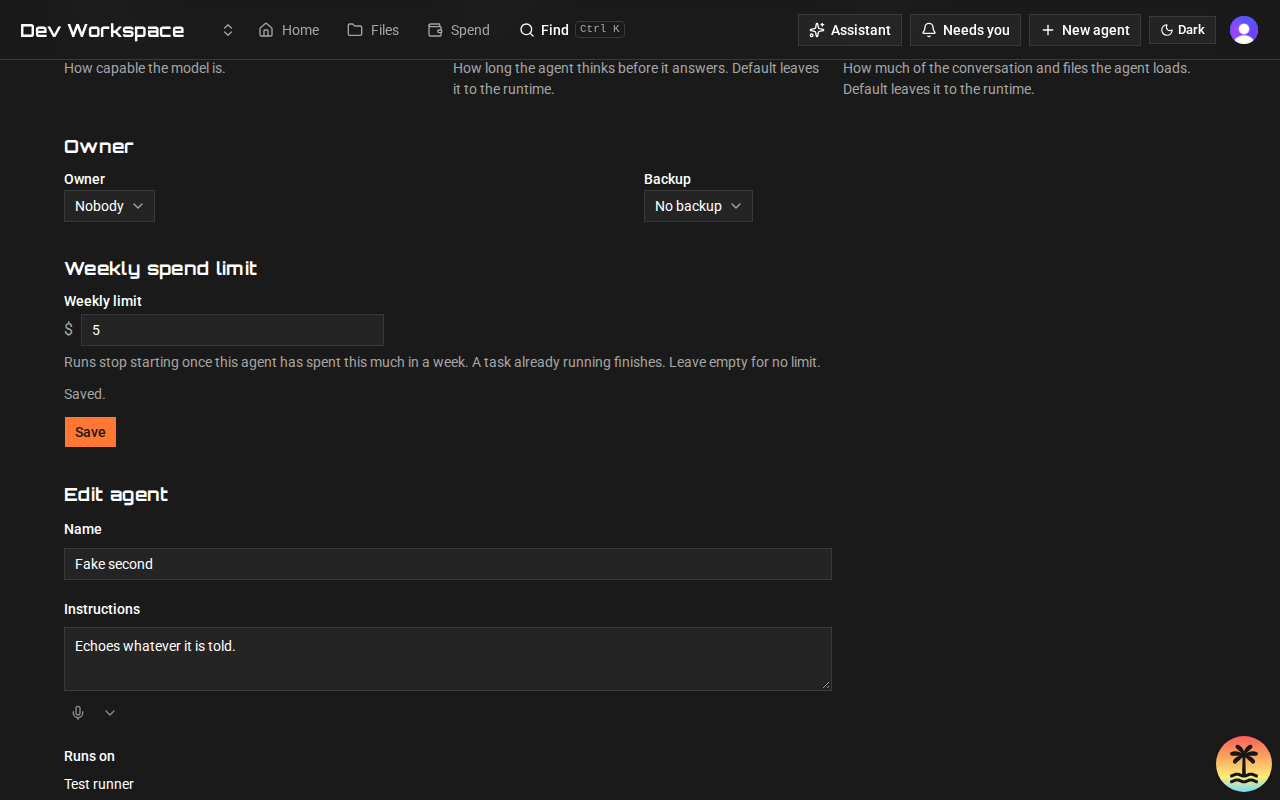 Dev Workspace
Home
Files
Spend
Find Ctrl K
Assistant
Needs you
New agent
Dark
How capable the model is.
How long the agent thinks before it answers. Default leaves
it to the runtime.
How much of the conversation and files the agent loads.
Default leaves it to the runtime.
Owner
Owner
Nobody
Backup
No backup
Weekly spend limit
Weekly limit
$ 5
Runs stop starting once this agent has spent this much in a week. A task already running finishes. Leave empty for no limit.
Saved.
Save
Edit agent
Name
Fake second
Instructions
Echoes whatever it is told.
Runs on
Test runner